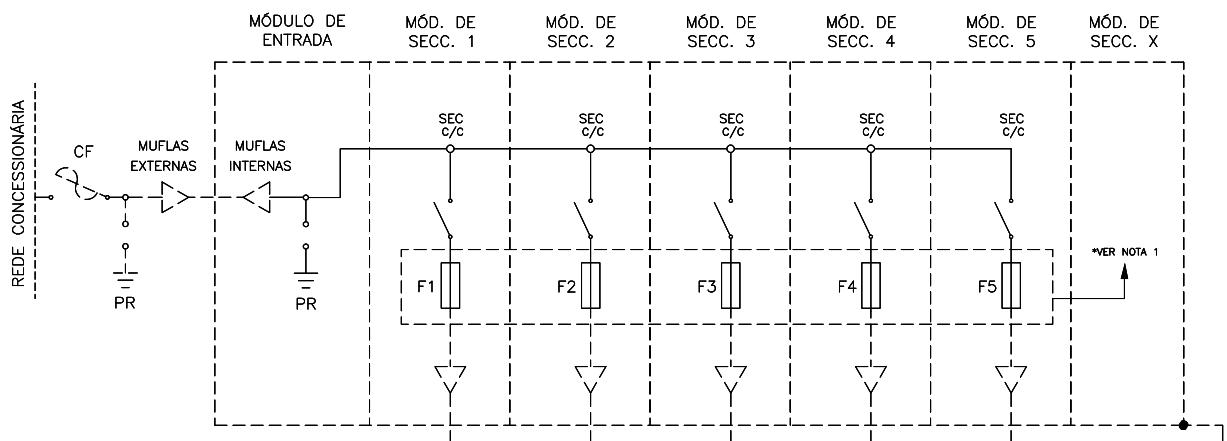 MÓDULO DE
ENTRADA
MÓD. DE
SECC. 1
MÓD. DE
SECC. 2
MÓD. DE
SECC. 3
MÓD. DE
SECC. 4
MÓD. DE
SECC. 5
MÓD. DE
SECC. X
REDE CONCESSIONÁRIA
CF
MUFLAS
EXTERNAS
MUFLAS
INTERNAS
SEC
C/C
SEC
C/C
SEC
C/C
SEC
C/C
SEC
C/C
PR
PR
F1
F2
F3
F4
F5
*VER NOTA 1